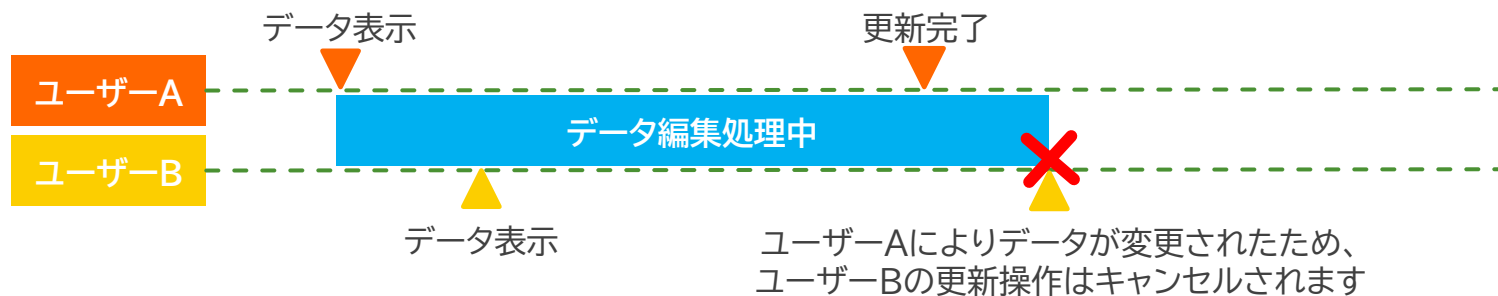 データ表示
更新完了
ユーザーA
データ編集処理中
ユーザーB
データ表示
ユーザーAによりデータが変更されたため、
ユーザーBの更新操作はキャンセルされます